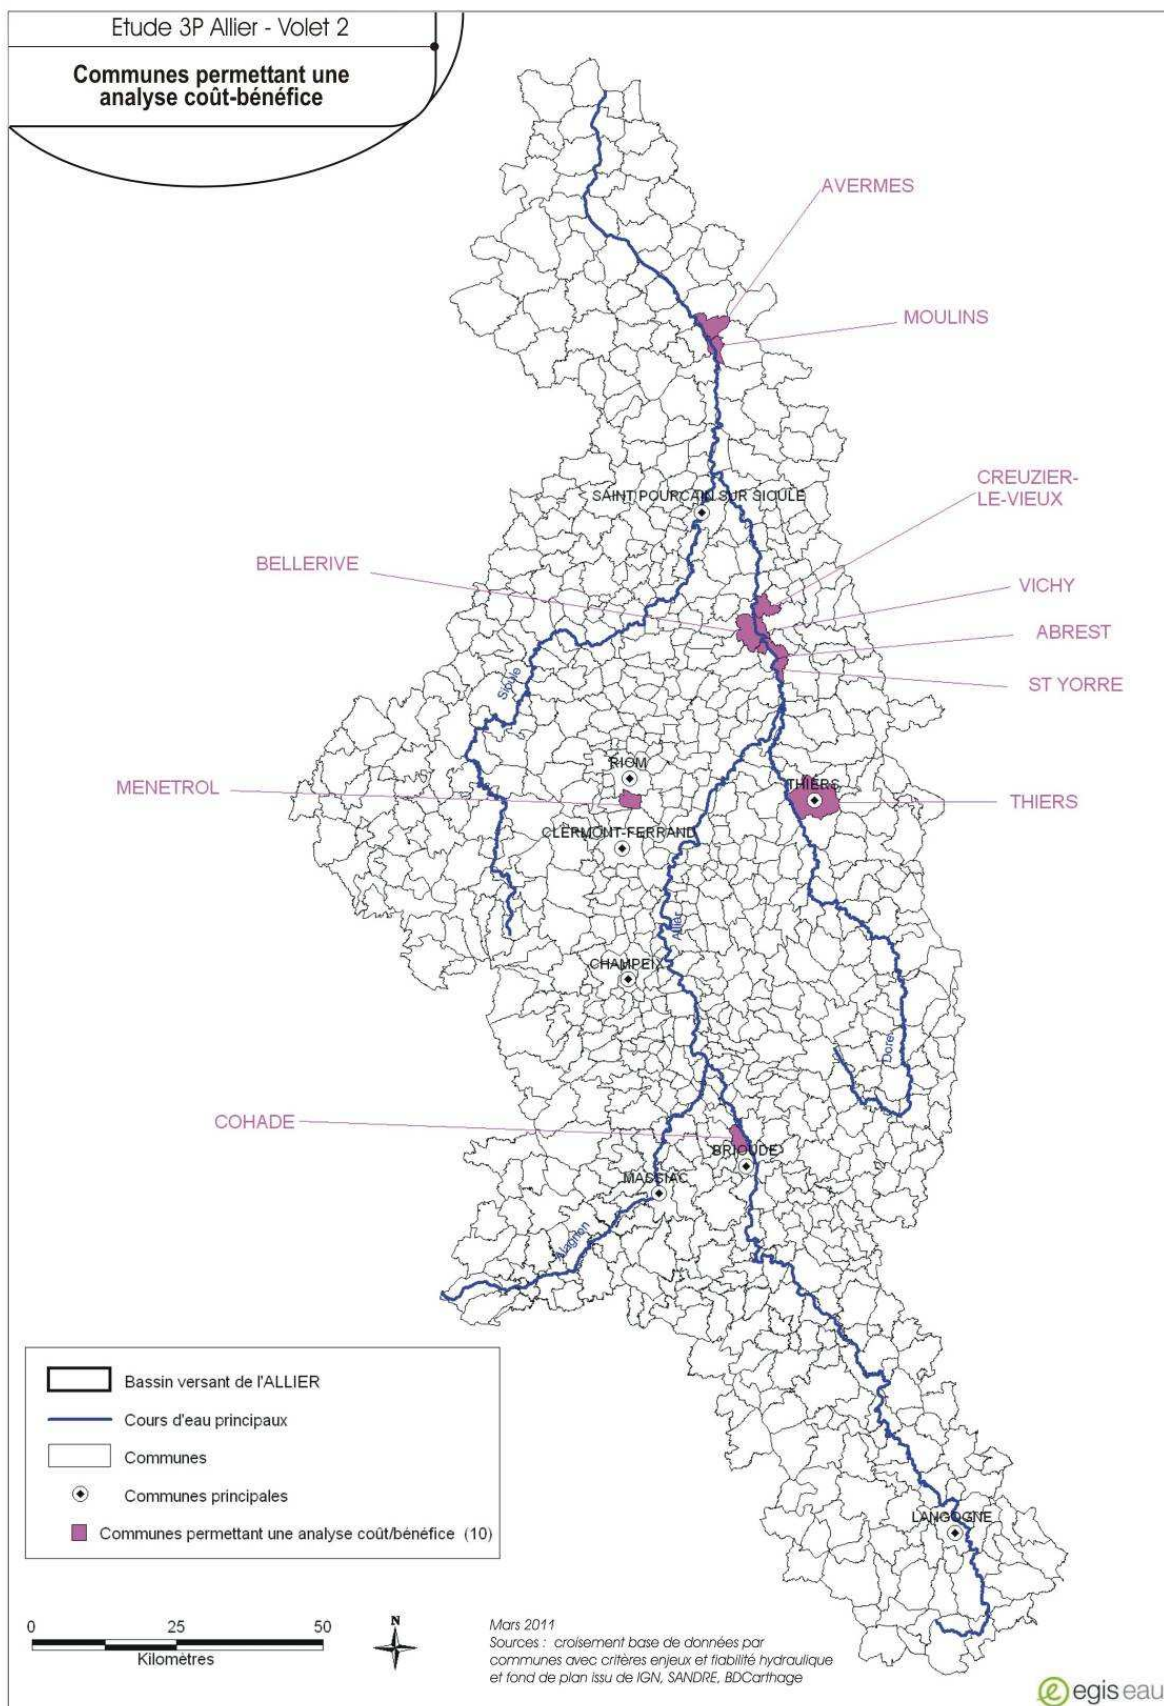 Etude 3P Allier - Volet 2
Communes permettant une
analyse coût-bénéfice
AVERMES
MOULINS
CREUZIER-
LE-VIEUX
SAINT POURCAIN SUR SIOULE
BELLERIVE
VICHY
ABREST
ST YORRE
Sioule
RIOM
MENETROL
THIERS
THIERS
CLERMONT-FERRAND
Allier
CHAMPEIX
Dore
COHADE
BRIOUDE
MASSIAC
Alagnon
Bassin versant de l'ALLIER
Cours d'eau principaux
Communes
Communes principales
Communes permettant une analyse coût/bénéfice (10)
LANGOGNE
0 25 50
Kilomètres
N
Mars 2011
Sources : croisement base de données par
communes avec critères enjeux et fiabilité hydraulique
et fond de plan issu de IGN, SANDRE, BDCarthage
egis eau